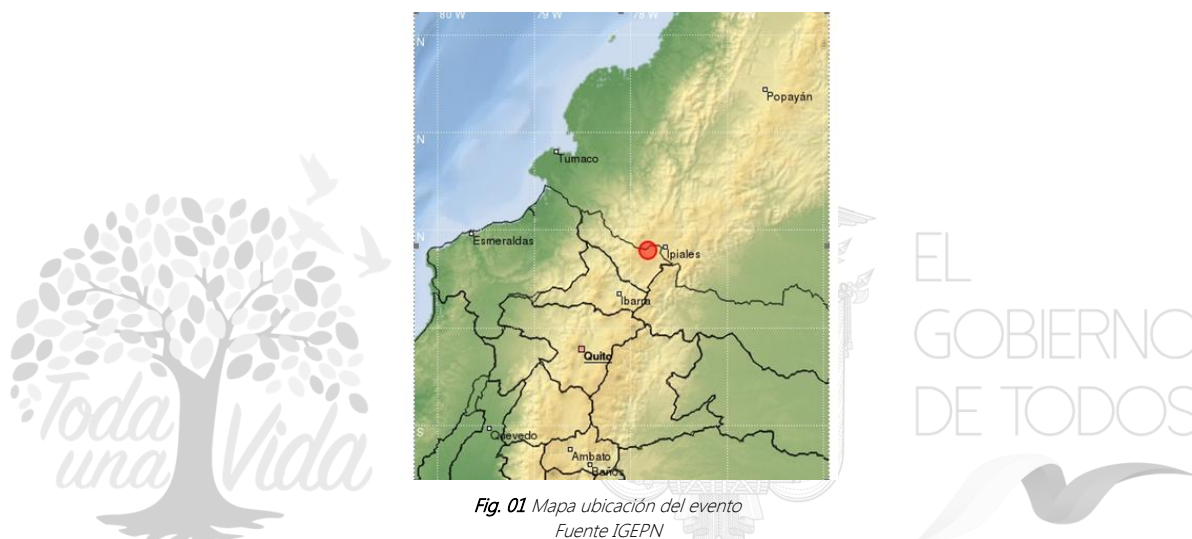 80 W 79 W 78 W 77 W
N
Popayán
N
Tumaco
N
Esmeraldas
Ipiales
Ibarra
Quito
S
Quevedo
Ambato
Baños
Toda
una Vida
EL
GOBIERNO
DE TODOS
Fig. 01 Mapa ubicación del evento
Fuente IGEPN